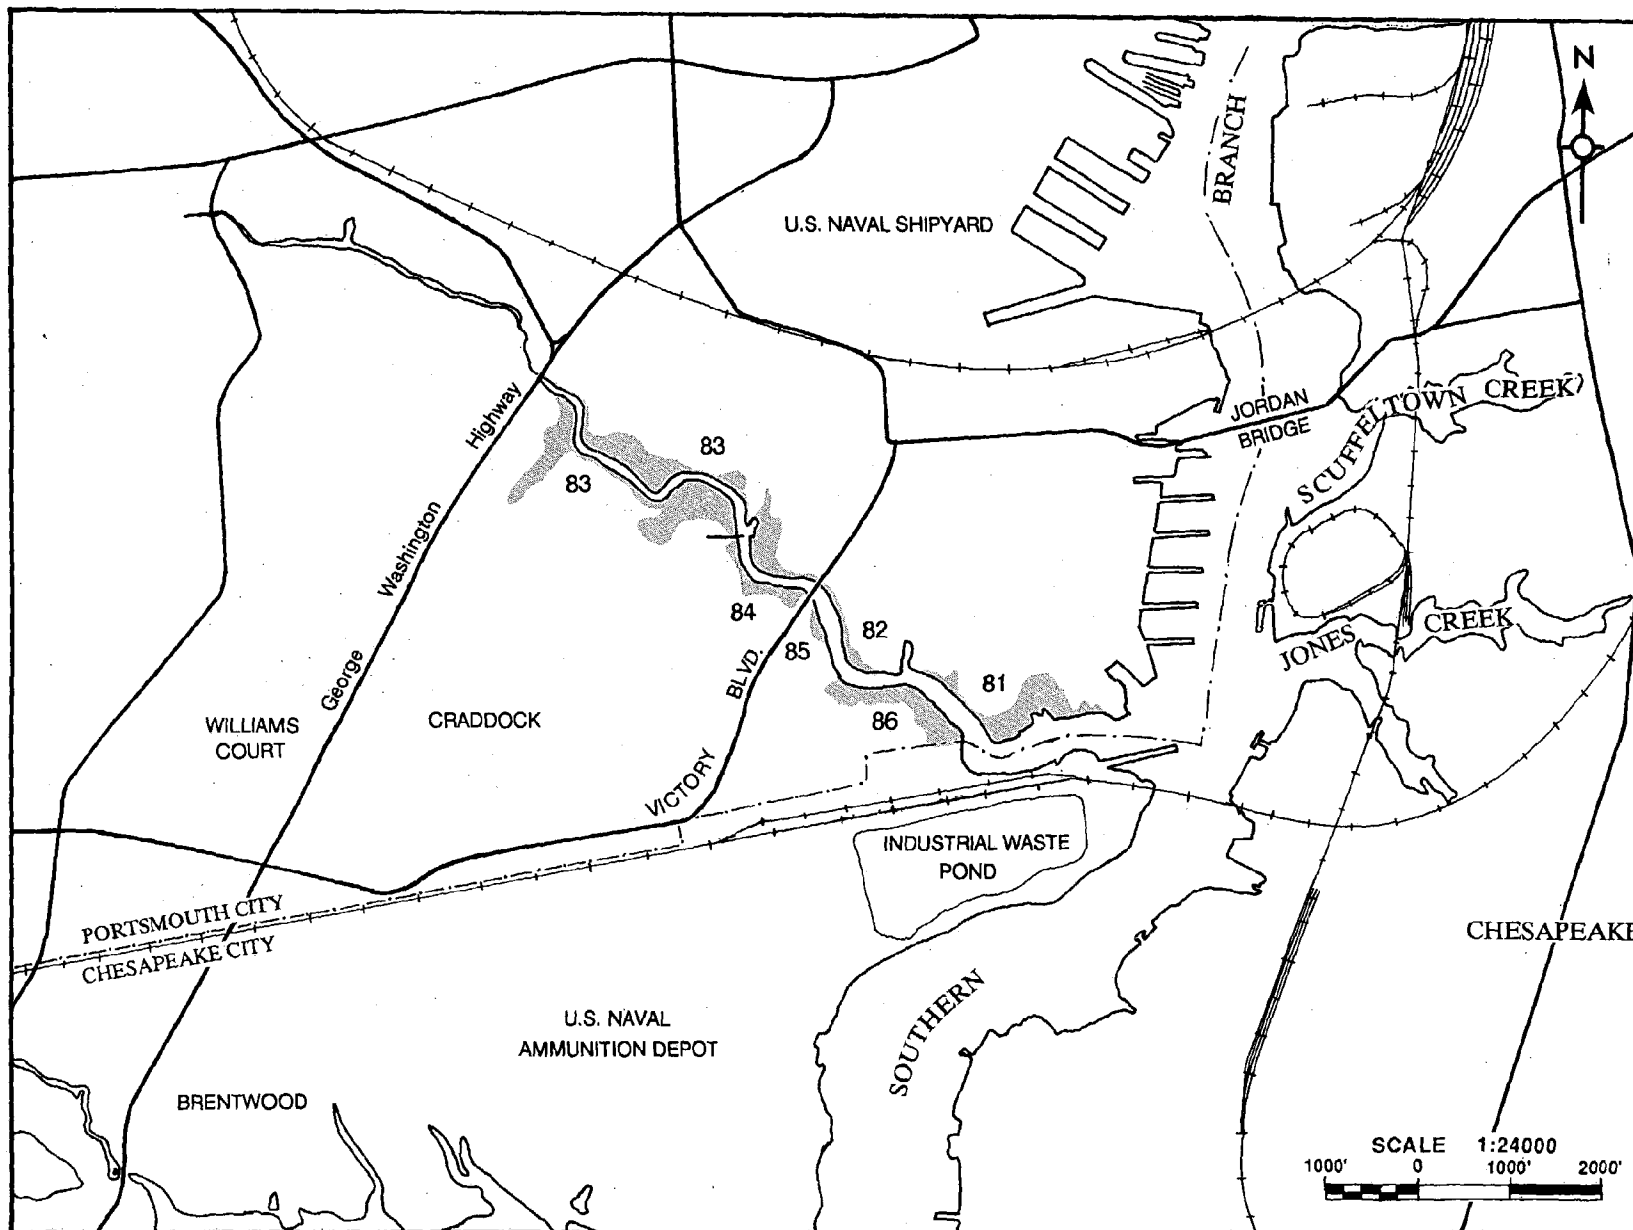 N
BRANCH
U.S. NAVAL SHIPYARD
JORDAN
BRIDGE
SCUFFELTOWN CREEK
Highway
83
83
Washington
84
82
85
JONES CREEK
BLVD.
81
George
86
WILLIAMS
COURT
CRADDOCK
VICTORY
INDUSTRIAL WASTE
POND
PORTSMOUTH CITY
CHESAPEAKE CITY
CHESAPEAKE
SOUTHERN
U.S. NAVAL
AMMUNITION DEPOT
BRENTWOOD
SCALE 1:24000
1000' 0 1000' 2000'